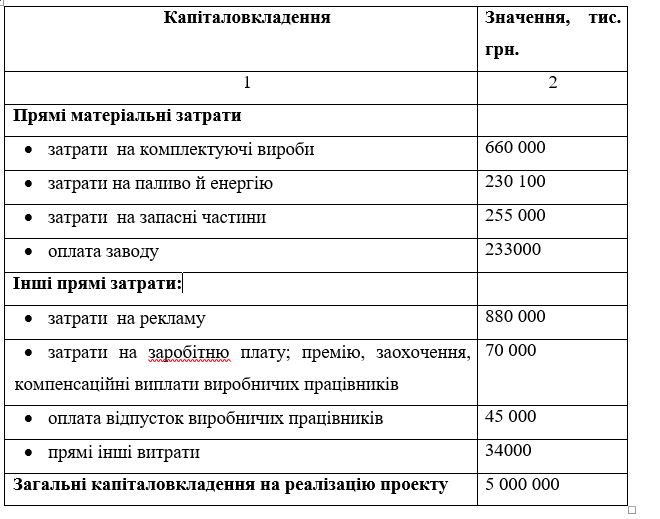 Капіталовкладення
Значення, тис.
грн.
1
2
Прямі матеріальні затрати
• затрати на комплектуючі вироби
660 000
• затрати на паливо й енергію
230 100
• затрати на запасні частини
255 000
• оплата заводу
233000
Інші прямі затрати:
• затрати на рекламу
880 000
• затрати на заробітню плату; премію, заохочення,
компенсаційні виплати виробничих працівників
70 000
• оплата відпусток виробничих працівників
45 000
• прямі інші витрати
34000
Загальні капіталовкладення на реалізацію проекту
5 000 000